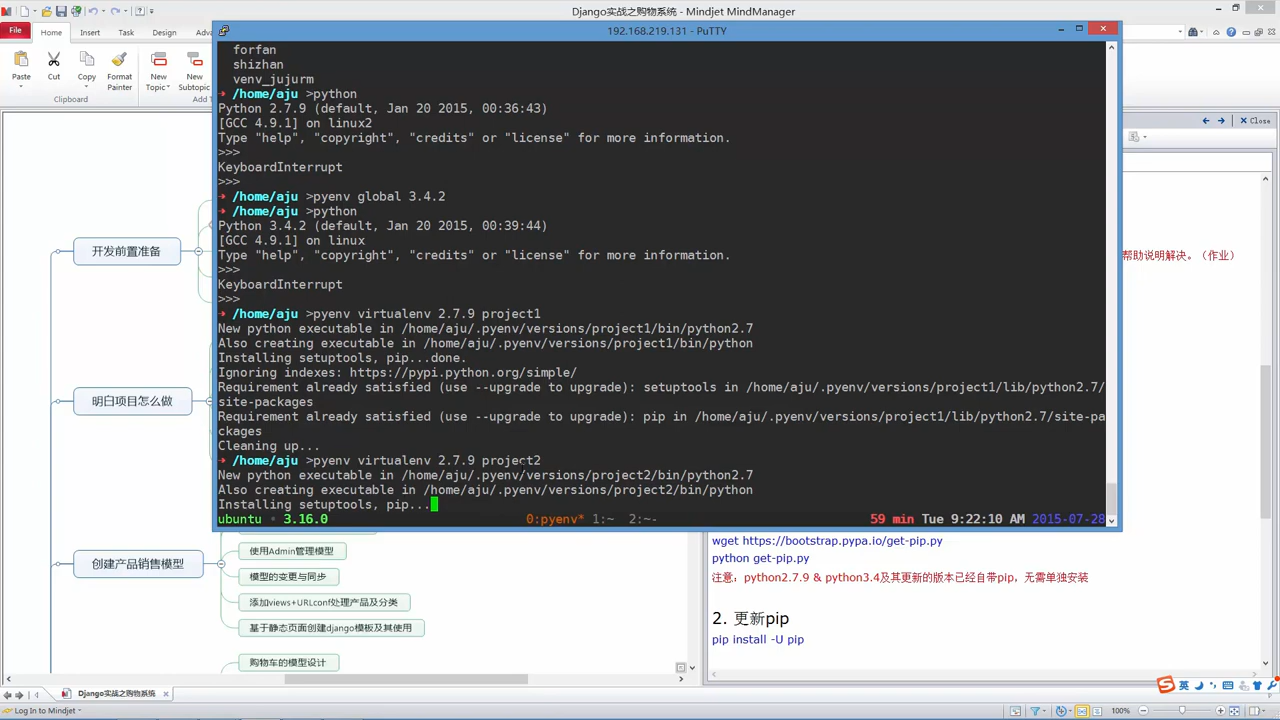 Django实战之购物系统 - Mindjet MindManager
File
Home
Insert
Task
Design
192.168.219.131 - PuTTY
Paste
Cut
Copy
Format Painter
New Topic
New Subtopic
Clipboard
Add T
forfan
shizhan
venv_jujurm
➜ /home/aju >python
Python 2.7.9 (default, Jan 20 2015, 00:36:43)
[GCC 4.9.1] on linux2
Type "help", "copyright", "credits" or "license" for more information.
>>>
KeyboardInterrupt
>>>
➜ /home/aju >pyenv global 3.4.2
➜ /home/aju >python
Python 3.4.2 (default, Jan 20 2015, 00:39:44)
[GCC 4.9.1] on linux
Type "help", "copyright", "credits" or "license" for more information.
>>>
KeyboardInterrupt
>>>
➜ /home/aju >pyenv virtualenv 2.7.9 project1
New python executable in /home/aju/.pyenv/versions/project1/bin/python2.7
Also creating executable in /home/aju/.pyenv/versions/project1/bin/python
Installing setuptools, pip...done.
Ignoring indexes: https://pypi.python.org/simple/
Requirement already satisfied (use --upgrade to upgrade): setuptools in /home/aju/.pyenv/versions/project1/lib/python2.7/
site-packages
Requirement already satisfied (use --upgrade to upgrade): pip in /home/aju/.pyenv/versions/project1/lib/python2.7/site-pa
ckages
Cleaning up...
➜ /home/aju >pyenv virtualenv 2.7.9 project2
New python executable in /home/aju/.pyenv/versions/project2/bin/python2.7
Also creating executable in /home/aju/.pyenv/versions/project2/bin/python
Installing setuptools, pip...
ubuntu • 3.16.0 0:pyenv* 1:~ 2:~- 59 min Tue 9:22:10 AM 2015-07-28
Close
帮助说明解决。（作业）
开发前置准备
明白项目怎么做
创建产品销售模型
使用Admin管理模型
模型的变更与同步
添加views+URLconf处理产品及分类
基于静态页面创建django模板及其使用
购物车的模型设计
wget https://bootstrap.pypa.io/get-pip.py
python get-pip.py
注意：python2.7.9 & python3.4及其更新的版本已经自带pip，无需单独安装
2. 更新pip
pip install -U pip
Django实战之购物系统
英
Log In to Mindjet
100%